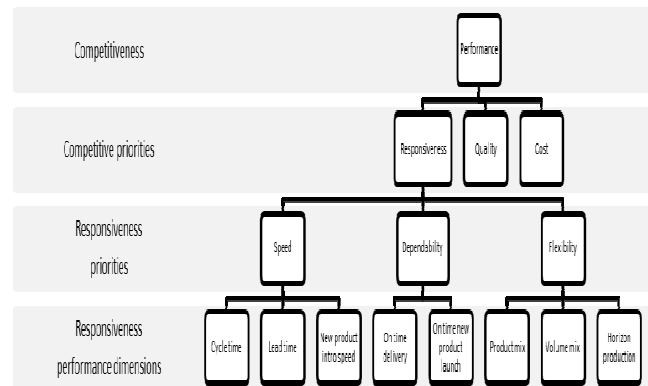 Competitiveness
Performance
Competitive priorities
Responsiveness
Quality
Cost
Responsiveness
priorities
Speed
Dependability
Flexibility
Responsiveness
performance dimensions
Cycle time
Lead time
New product
intro speed
On time
delivery
On time new
product
launch
Product mix
Volume mix
Horizon
production